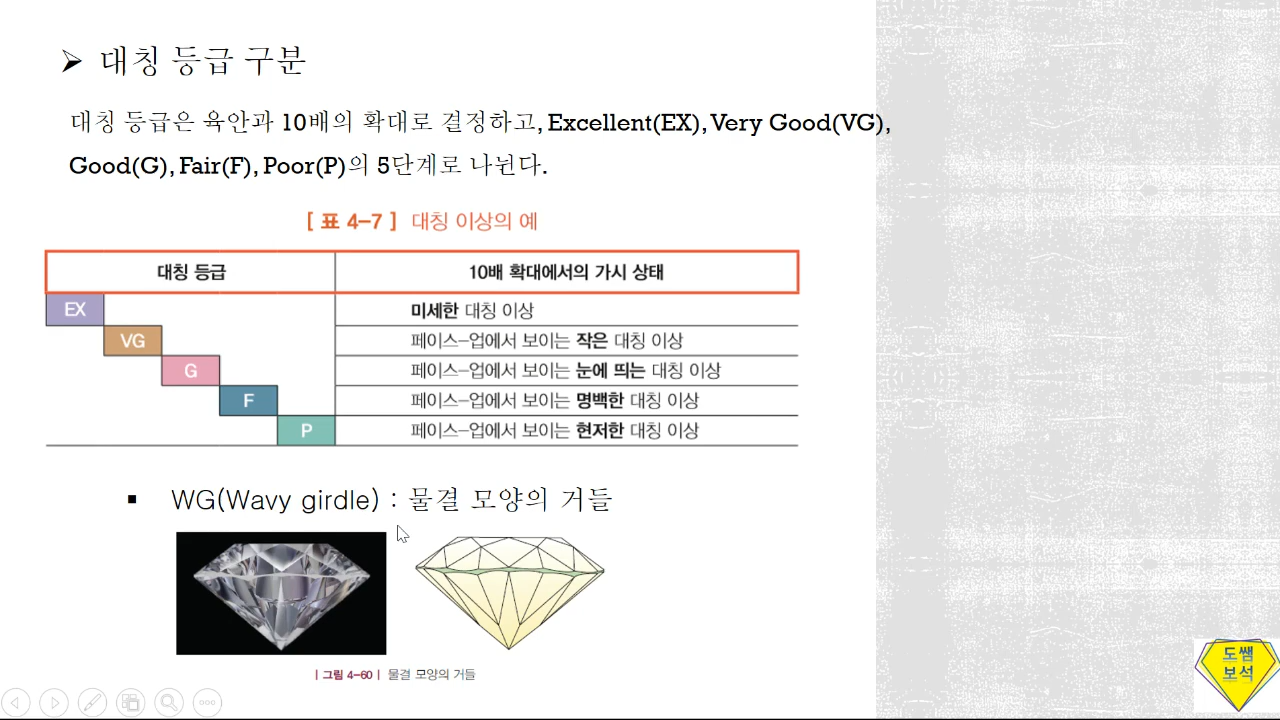 대칭 등급 구분
대칭 등급은 육안과 10배의 확대로 결정하고, Excellent(EX), Very Good(VG),
Good(G), Fair(F), Poor(P)의 5단계로 나뉜다.
[ 표 4-7 ] 대칭 이상의 예
대칭 등급 10배 확대에서의 가시 상태
EX 미세한 대칭 이상
VG 페이스-업에서 보이는 작은 대칭 이상
G 페이스-업에서 보이는 눈에 띄는 대칭 이상
F 페이스-업에서 보이는 명백한 대칭 이상
P 페이스-업에서 보이는 현저한 대칭 이상
WG(Wavy girdle) : 물결 모양의 거들
| 그림 4-60 | 물결 모양의 거들
도쌤
보석